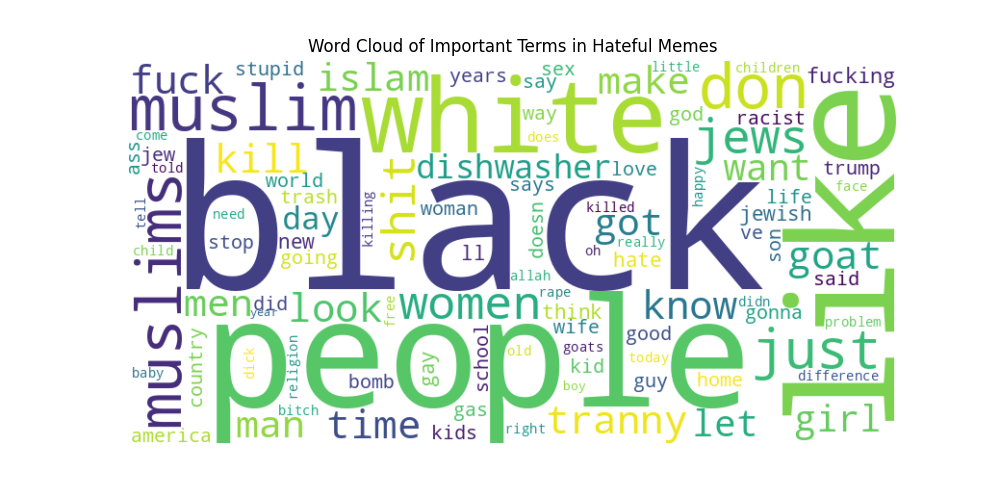 Word Cloud of Important Terms in Hateful Memes
fuck stupid islam years say sex make little children don fucking
muslim white way god racist
come does
ass jew told kill shit dishwasher love jews want trump face
world trash says happy
tell need day killing woman black killed got life jewish like
muslims stop new ll doesn really ve son
child going oh hate goat said
allah
men did year look free women rape think know didn gonna problem
people wife good just
country dick religion gay school old goats today
baby bomb kid guy home difference
bitch gas boy girl
america man time kids right tranny let